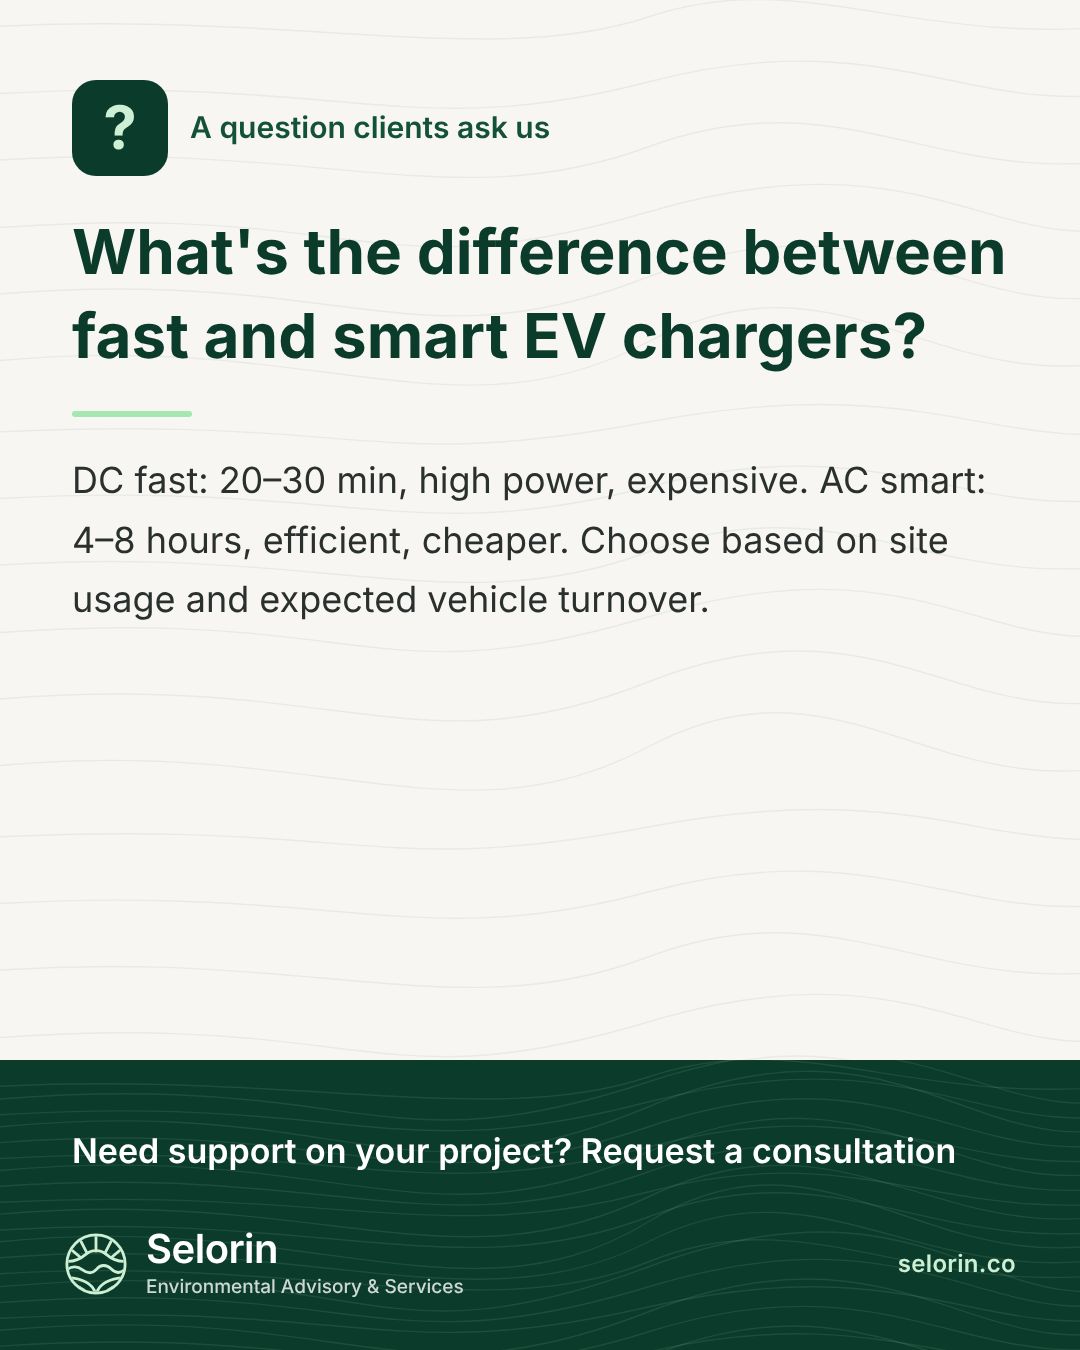 ?
A question clients ask us
What's the difference between
fast and smart EV chargers?
DC fast: 20–30 min, high power, expensive. AC smart:
4–8 hours, efficient, cheaper. Choose based on site
usage and expected vehicle turnover.
Need support on your project? Request a consultation
Selorin
Environmental Advisory & Services
selorin.co